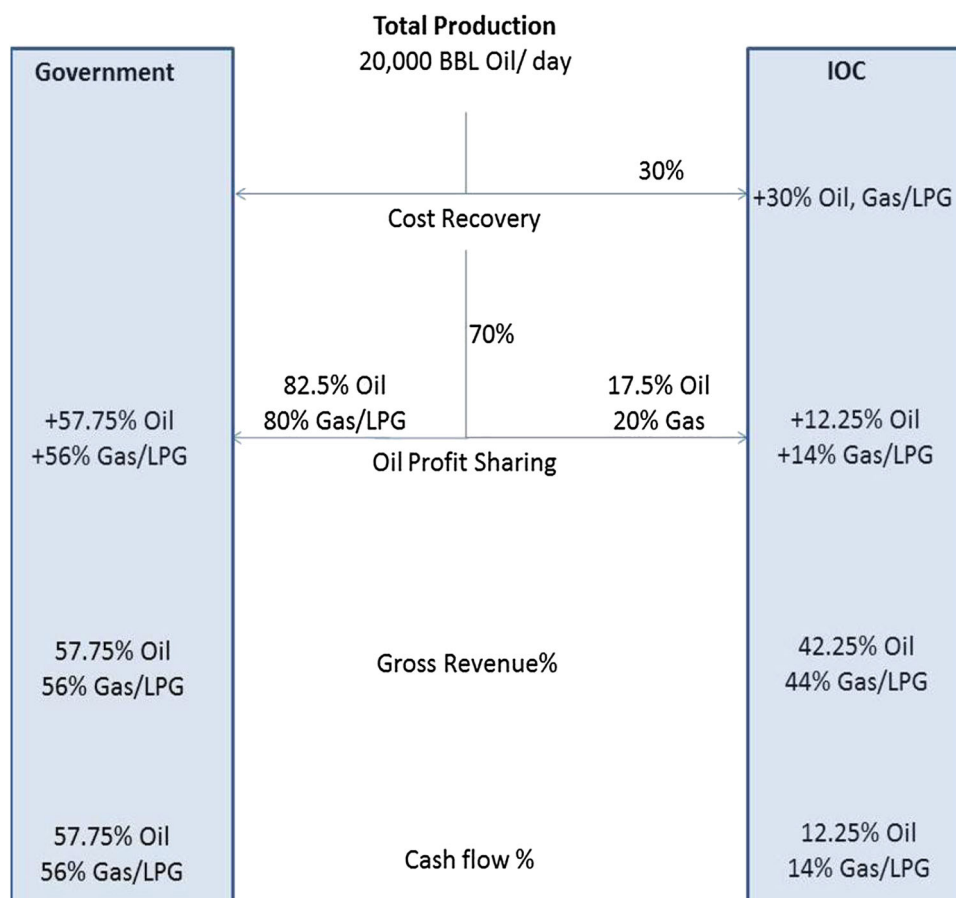 Total Production
20,000 BBL Oil/ day
Government
IOC
30%
+30% Oil, Gas/LPG
Cost Recovery
70%
82.5% Oil
80% Gas/LPG
17.5% Oil
20% Gas
+57.75% Oil
+56% Gas/LPG
+12.25% Oil
+14% Gas/LPG
Oil Profit Sharing
57.75% Oil
56% Gas/LPG
Gross Revenue%
42.25% Oil
44% Gas/LPG
57.75% Oil
56% Gas/LPG
Cash flow %
12.25% Oil
14% Gas/LPG